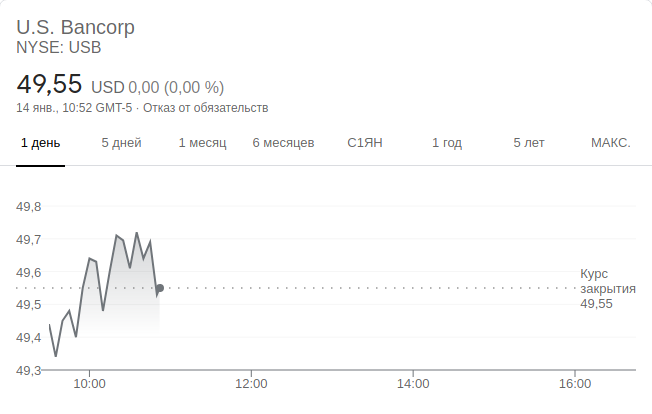 U.S. Bancorp
NYSE: USB
49,55 USD 0,00 (0,00 %)
14 янв., 10:52 GMT-5 · Отказ от обязательств
1 день 5 дней 1 месяц 6 месяцев С1ЯН 1 год 5 лет МАКС.
49,8
49,7
49,6
49,5
49,4
49,3
Курс
закрытия
49,55
10:00 12:00 14:00 16:00